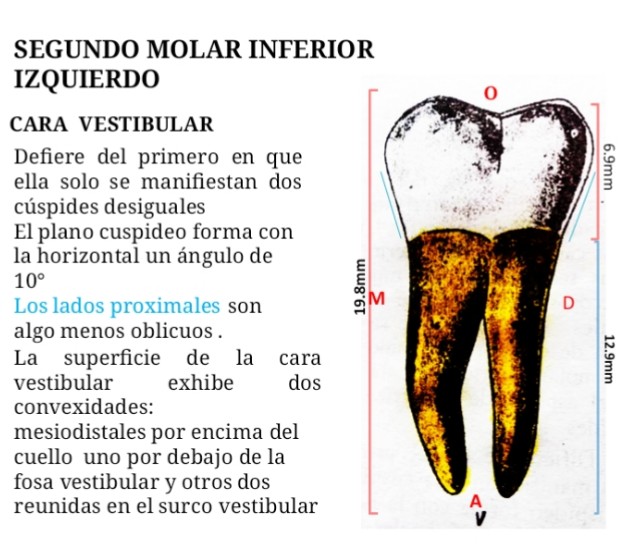 SEGUNDO MOLAR INFERIOR
IZQUIERDO
CARA VESTIBULAR
Defiere del primero en que
ella solo se manifiestan dos
cúspides desiguales
El plano cuspideo forma con
la horizontal un ángulo de
10°
Los lados proximales son
algo menos oblicuos .
La superficie de la cara
vestibular exhibe dos
convexidades:
mesiodistales por encima del
cuello uno por debajo de la
fosa vestibular y otros dos
reunidas en el surco vestibular
O
6.9mm
19.8mm
M
D
12.9mm
A
V